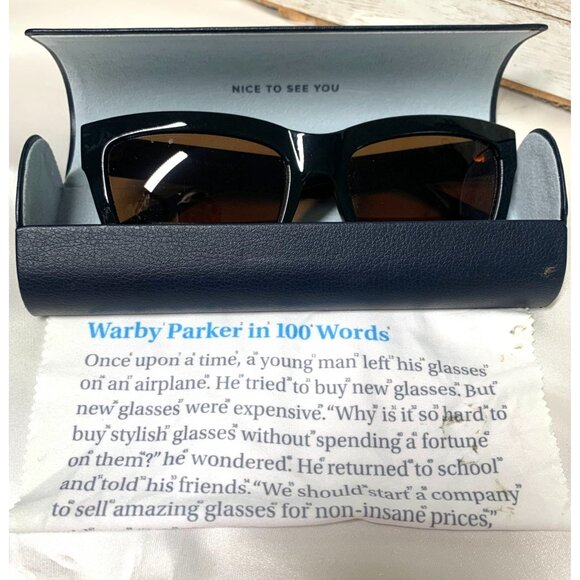 NICE TO SEE YOU
Warby Parker in 100 Words
Once upon a time, a young man left his glasses
on an airplane. He tried to buy new glasses. But
new glasses were expensive. "Why is it so hard to
buy stylish glasses without spending a fortune
on them?" he wondered. He returned to school
and told his friends. "We should start a company
to sell amazing glasses for non-insane prices,"